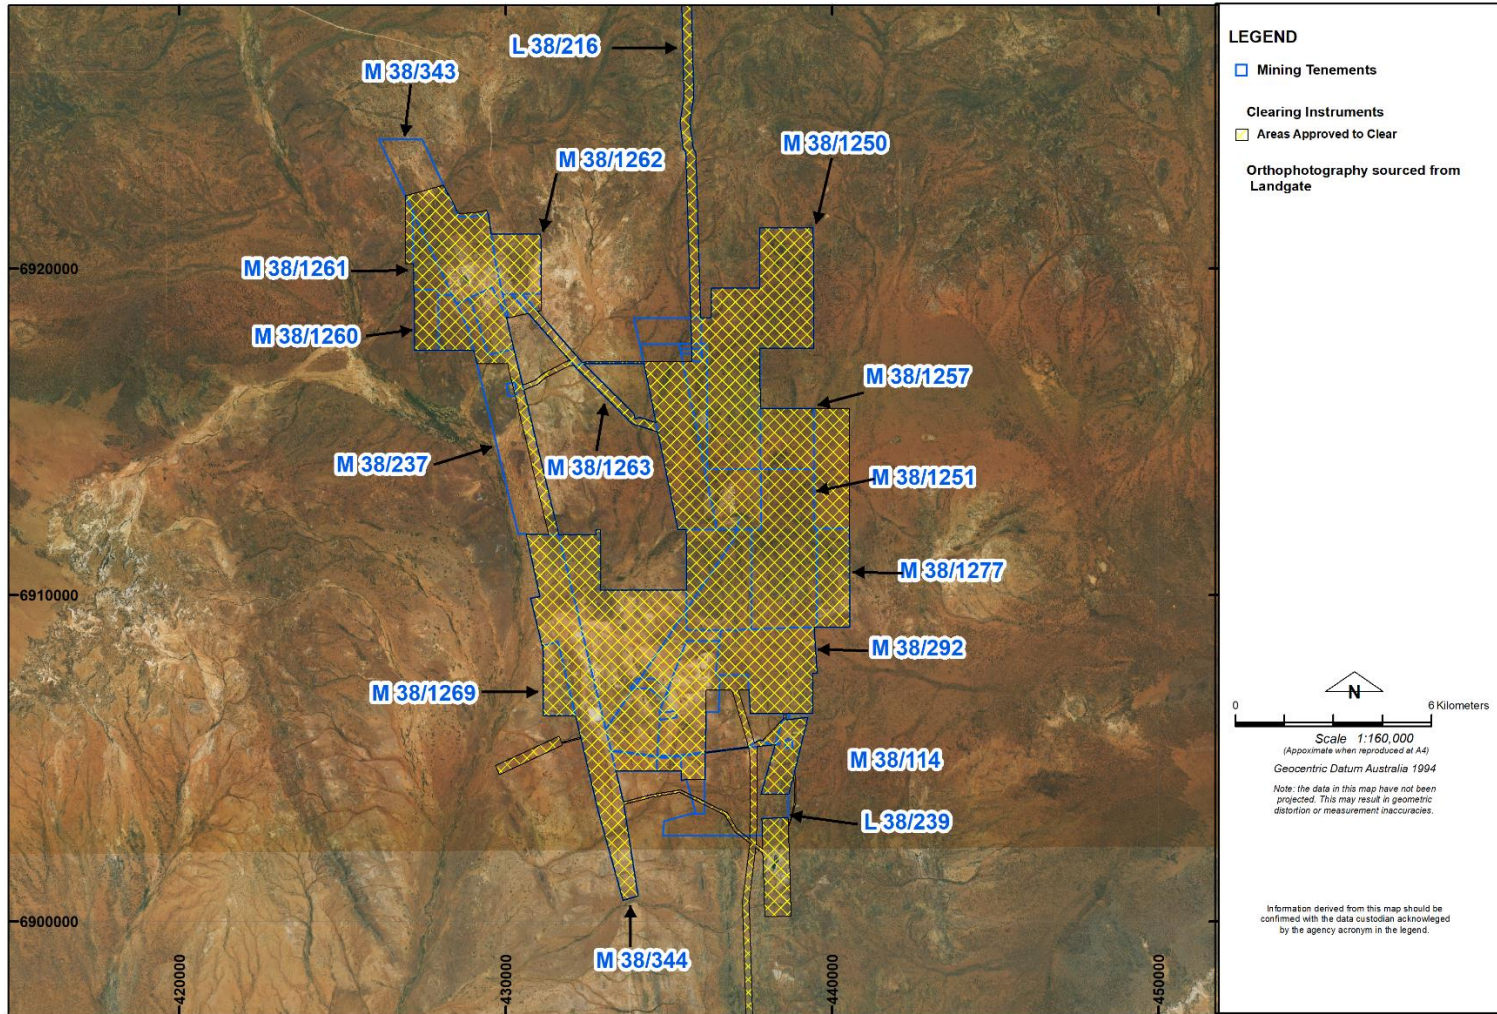 L 38/216
M 38/343
M 38/1262
M 38/1250
M 38/1261
M 38/1260
M 38/1257
M 38/237
M 38/1263
M 38/1251
M 38/1277
M 38/292
M 38/1269
M 38/114
L 38/239
M 38/344
6920000
6910000
6900000
420000
430000
440000
450000
LEGEND
Mining Tenements
Clearing Instruments
Areas Approved to Clear
Orthophotography sourced from
Landgate
N
0 6 Kilometers
Scale 1:160,000
(Appoximate when reproduced at A4)
Geocentric Datum Australia 1994
Note: the data in this map have not been
projected. This may result in geometric
distortion or measurement inaccuracies.
Information derived from this map should be
confirmed with the data custodian acknowleged
by the agency acronym in the legend.